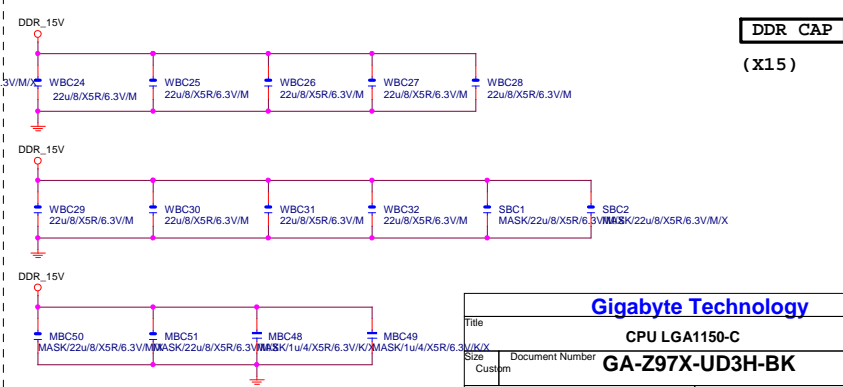 DDR_15V
DDR CAP
(X15)
.3V/M/X
WBC24
22u/8/X5R/6.3V/M
WBC25
22u/8/X5R/6.3V/M
WBC26
22u/8/X5R/6.3V/M
WBC27
22u/8/X5R/6.3V/M
WBC28
22u/8/X5R/6.3V/M
DDR_15V
WBC29
22u/8/X5R/6.3V/M
WBC30
22u/8/X5R/6.3V/M
WBC31
22u/8/X5R/6.3V/M
WBC32
22u/8/X5R/6.3V/M
SBC1
MASK/22u/8/X5R/6.3V/M/X
SBC2
MASK/22u/8/X5R/6.3V/M/X
DDR_15V
MBC50
MASK/22u/8/X5R/6.3V/M/X
MBC51
MASK/22u/8/X5R/6.3V/M/X
MBC48
MASK/1u/4/X5R/6.3V/K/X
MBC49
MASK/1u/4/X5R/6.3V/K/X
Gigabyte Technology
Title
CPU LGA1150-C
Size
Custom
Document Number
GA-Z97X-UD3H-BK